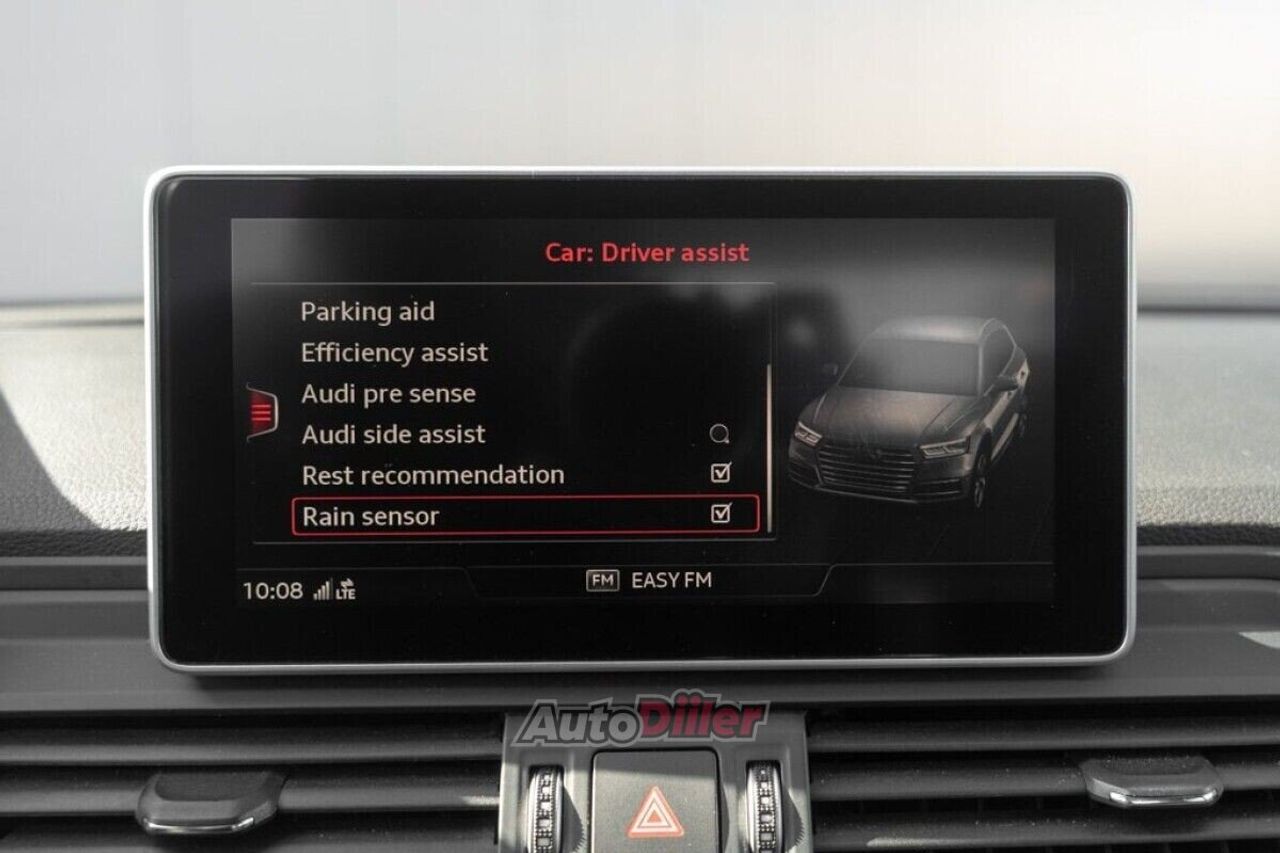 Car: Driver assist
Parking aid
Efficiency assist
Audi pre sense
Audi side assist
Rest recommendation
Rain sensor
10:08 LTE
FM EASY FM
AutoDiiler